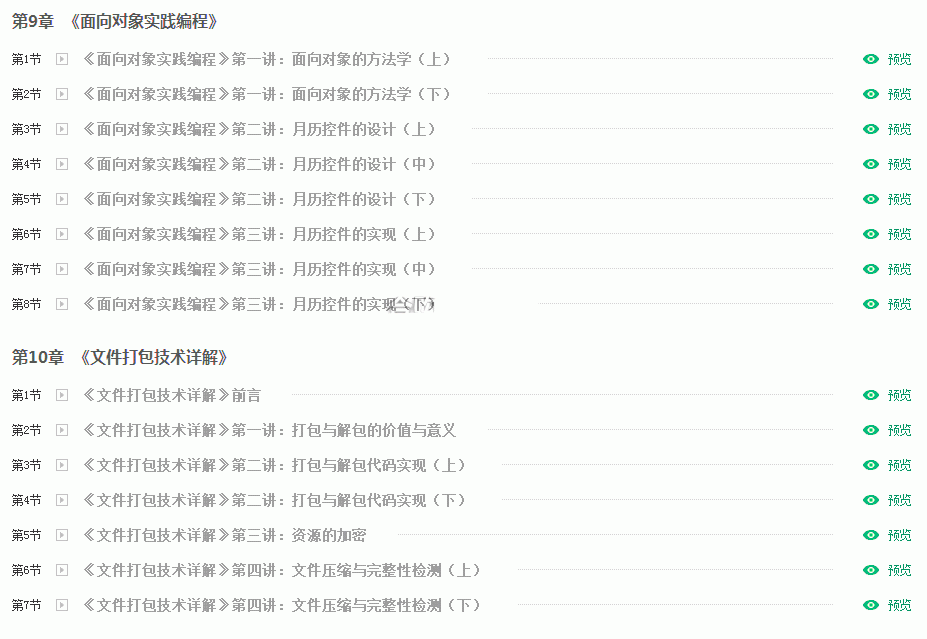 第9章 《面向对象实践编程》
第1节 《面向对象实践编程》第一讲：面向对象的方法学（上） 预览
第2节 《面向对象实践编程》第一讲：面向对象的方法学（下） 预览
第3节 《面向对象实践编程》第二讲：月历控件的设计（上） 预览
第4节 《面向对象实践编程》第二讲：月历控件的设计（中） 预览
第5节 《面向对象实践编程》第二讲：月历控件的设计（下） 预览
第6节 《面向对象实践编程》第三讲：月历控件的实现（上） 预览
第7节 《面向对象实践编程》第三讲：月历控件的实现（中） 预览
第8节 《面向对象实践编程》第三讲：月历控件的实现（下） 预览
第10章 《文件打包技术详解》
第1节 《文件打包技术详解》前言 预览
第2节 《文件打包技术详解》第一讲：打包与解包的价值与意义 预览
第3节 《文件打包技术详解》第二讲：打包与解包代码实现（上） 预览
第4节 《文件打包技术详解》第二讲：打包与解包代码实现（下） 预览
第5节 《文件打包技术详解》第三讲：资源的加密 预览
第6节 《文件打包技术详解》第四讲：文件压缩与完整性检测（上） 预览
第7节 《文件打包技术详解》第四讲：文件压缩与完整性检测（下） 预览